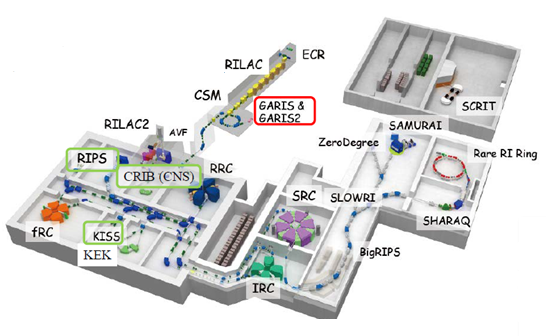 ECR
RILAC
CSM
GARIS &
GARIS2
SCRIT
RILAC2
AVF
SAMURAI
ZeroDegree
Rare RI Ring
RIPS
CRIB (CNS)
RRC
SRC
SLOWRI
SHARAQ
fRC
KISS
KEK
BigRIPS
IRC